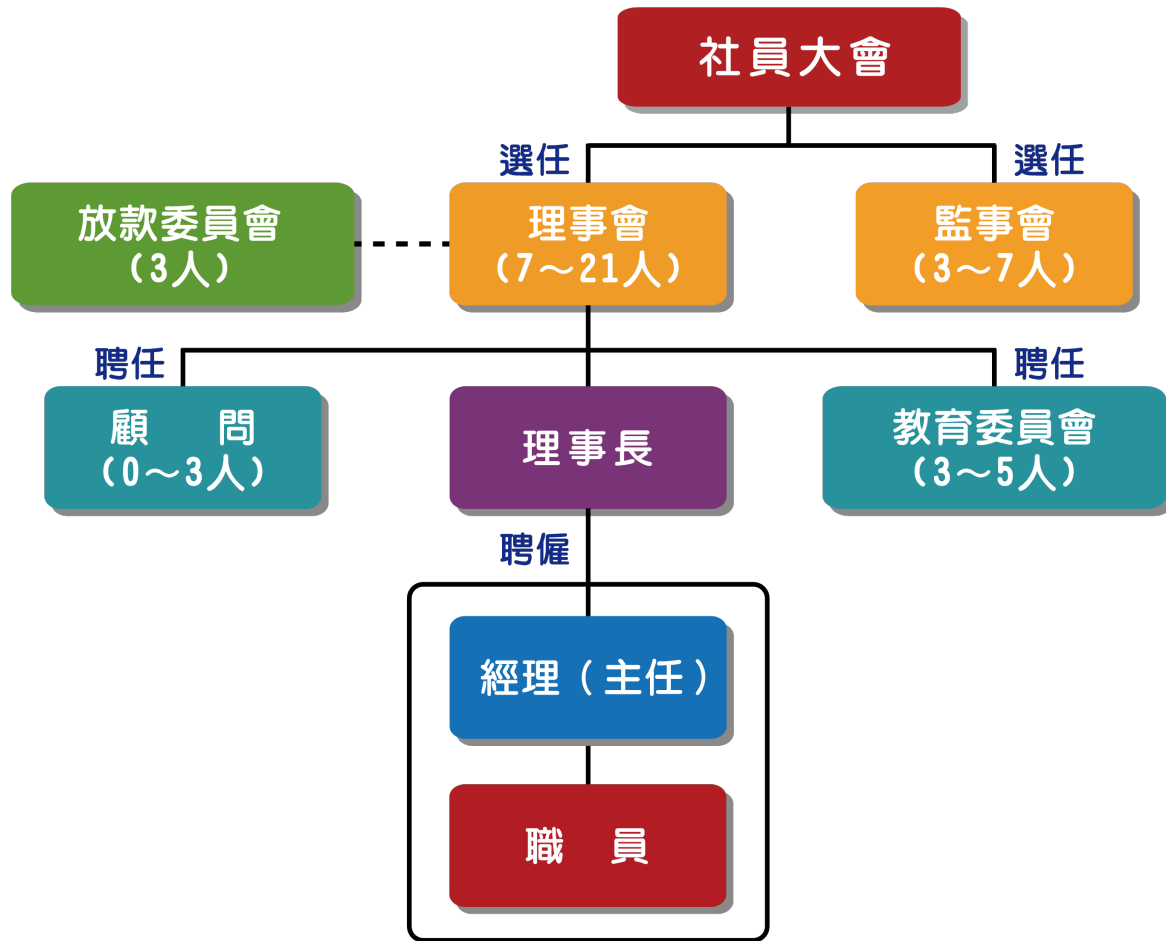 社員大會
選任
選任
放款委員會
(3人)
理事會
(7～21人)
監事會
(3～7人)
聘任
聘任
顧　問
(0～3人)
理事長
教育委員會
(3～5人)
聘僱
經理(主任)
職　員